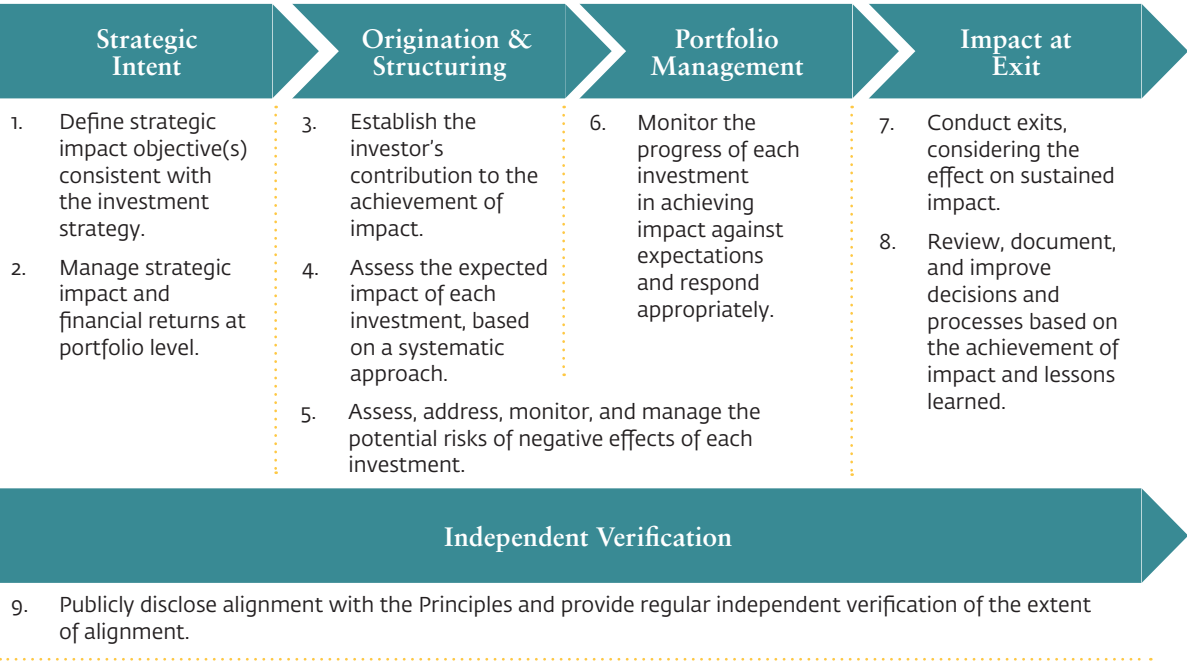 Strategic
Intent
Origination &
Structuring
Portfolio
Management
Impact at
Exit
1. Define strategic
impact objective(s)
consistent with
the investment
strategy.
2. Manage strategic
impact and
financial returns at
portfolio level.
3. Establish the
investor's
contribution to the
achievement of
impact.
4. Assess the expected
impact of each
investment, based
on a systematic
approach.
5. Assess, address, monitor, and manage the
potential risks of negative effects of each
investment.
6. Monitor the
progress of each
investment
in achieving
impact against
expectations
and respond
appropriately.
7. Conduct exits,
considering the
effect on sustained
impact.
8. Review, document,
and improve
decisions and
processes based on
the achievement of
impact and lessons
learned.
Independent Verification
9. Publicly disclose alignment with the Principles and provide regular independent verification of the extent
of alignment.